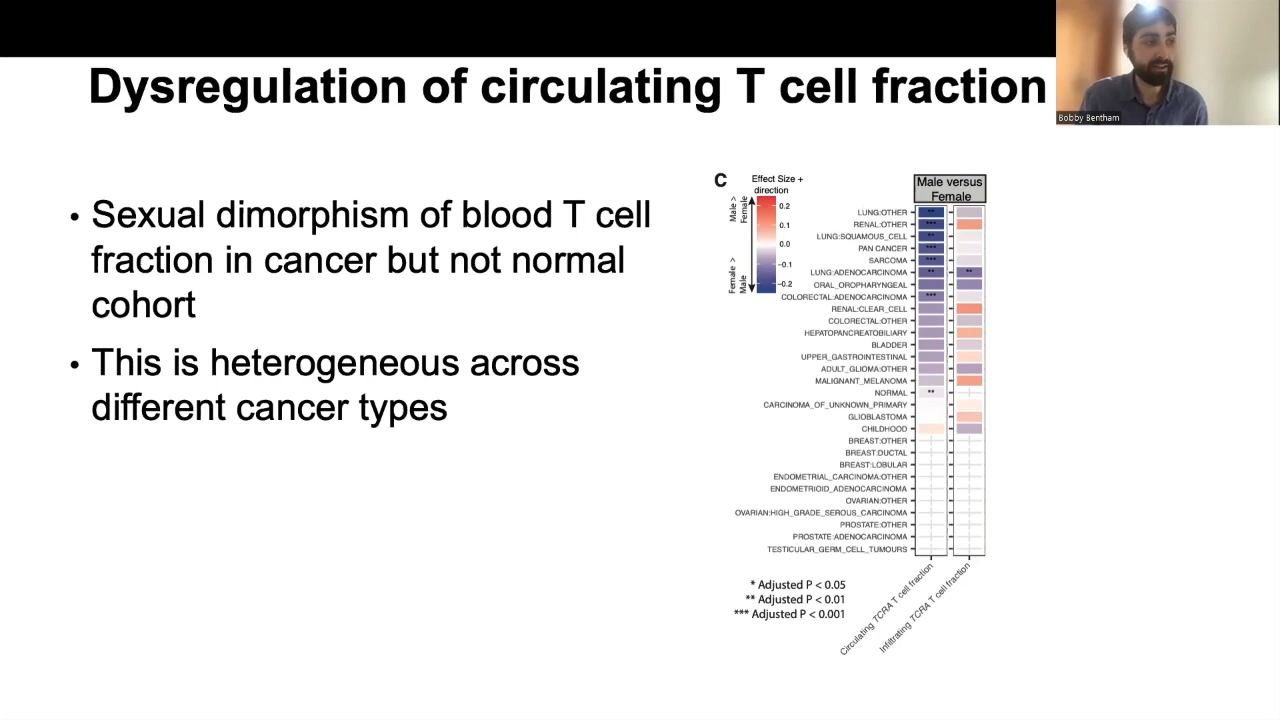 Dysregulation of circulating T cell fraction
Bobby Bentham
• Sexual dimorphism of blood T cell
fraction in cancer but not normal
cohort
• This is heterogeneous across
different cancer types
C
Effect Size +
direction
Male >
Female
Female >
Male
0.2
0.1
0.0
−0.1
−0.2
Male versus
Female
LUNG:OTHER **
RENAL:OTHER ***
LUNG:SQUAMOUS_CELL **
PAN CANCER ***
SARCOMA ***
LUNG:ADENOCARCINOMA ** **
ORAL_OROPHARYNGEAL
COLORECTAL:ADENOCARCINOMA ***
RENAL:CLEAR_CELL
COLORECTAL:OTHER
HEPATOPANCREATOBILIARY
BLADDER
UPPER_GASTROINTESTINAL
ADULT_GLIOMA:OTHER
MALIGNANT_MELANOMA
NORMAL **
CARCINOMA_OF_UNKNOWN_PRIMARY
GLIOBLASTOMA
CHILDHOOD
BREAST:OTHER
BREAST:DUCTAL
BREAST:LOBULAR
ENDOMETRIAL_CARCINOMA:OTHER
ENDOMETRIOID_ADENOCARCINOMA
OVARIAN:OTHER
OVARIAN:HIGH_GRADE_SEROUS_CARCINOMA
PROSTATE:OTHER
PROSTATE:ADENOCARCINOMA
TESTICULAR_GERM_CELL_TUMOURS
Circulating TCRA T cell fraction
Infiltrating TCRA T cell fraction
* Adjusted P < 0.05
** Adjusted P < 0.01
*** Adjusted P < 0.001